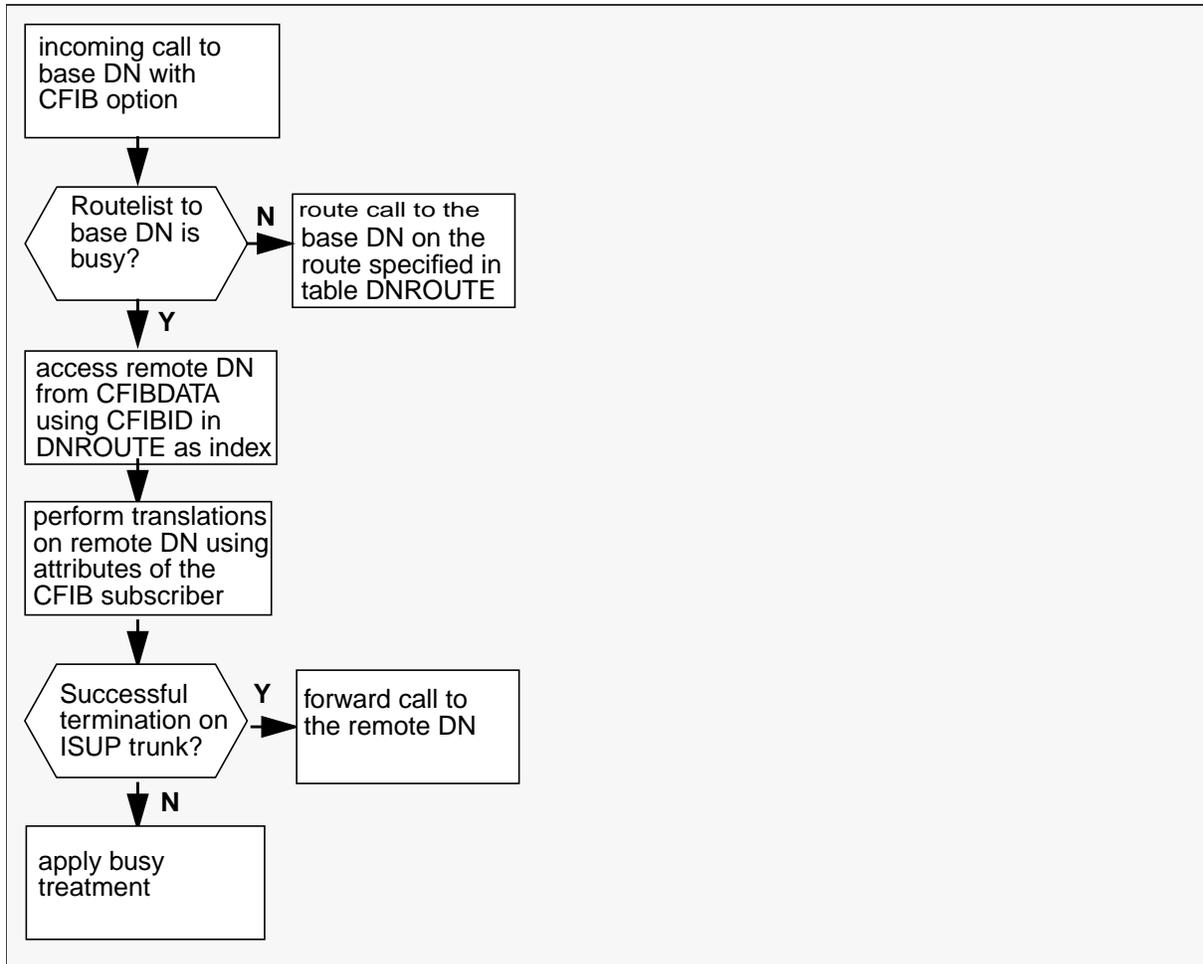 incoming call to
base DN with
CFIB option
Routelist to
base DN is
busy?
N
route call to the
base DN on the
route specified in
table DNROUTE
Y
access remote DN
from CFIBDATA
using CFIBID in
DNROUTE as index
perform translations
on remote DN using
attributes of the
CFIB subscriber
Successful
termination on
ISUP trunk?
Y
forward call to
the remote DN
N
apply busy
treatment